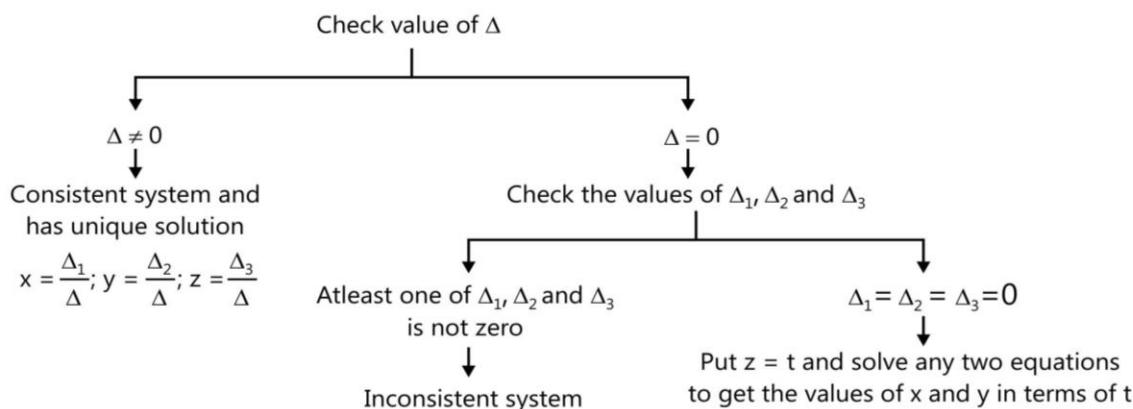 Check value of Δ
Δ ≠ 0
Δ = 0
Consistent system and
has unique solution
x = Δ₁/Δ; y = Δ₂/Δ; z = Δ₃/Δ
Check the values of Δ₁, Δ₂ and Δ₃
Atleast one of Δ₁, Δ₂ and Δ₃
is not zero
Inconsistent system
Δ₁ = Δ₂ = Δ₃=0
Put z = t and solve any two equations
to get the values of x and y in terms of t